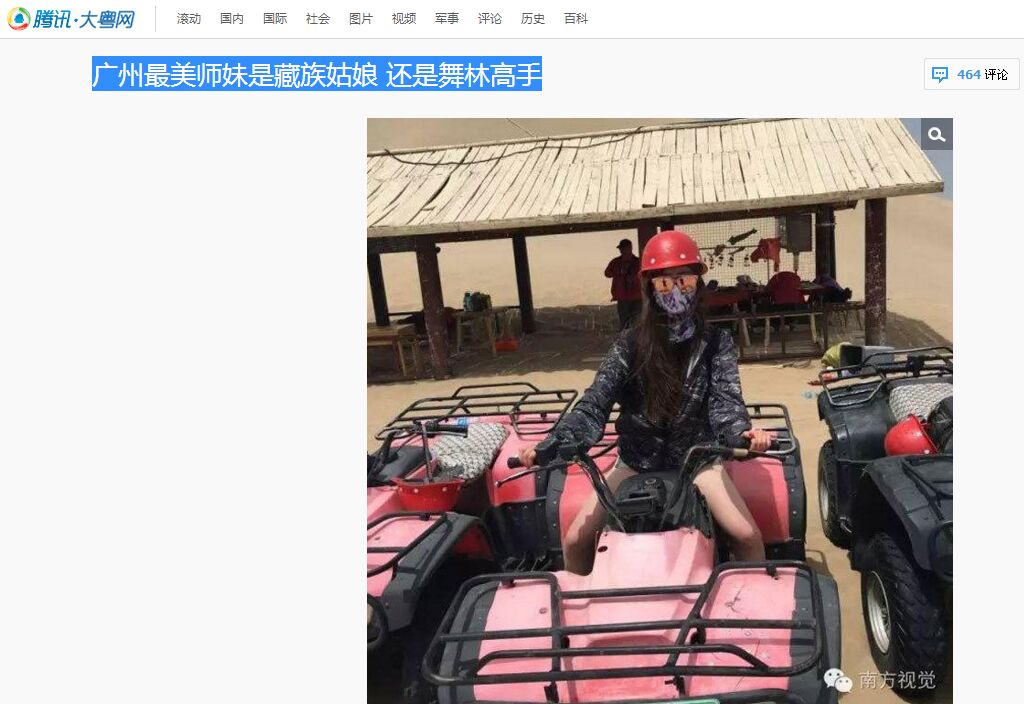 腾讯·大粤网
滚动 国内 国际 社会 图片 视频 军事 评论 历史 百科
广州最美师妹是藏族姑娘 还是舞林高手
464 评论
南方视觉